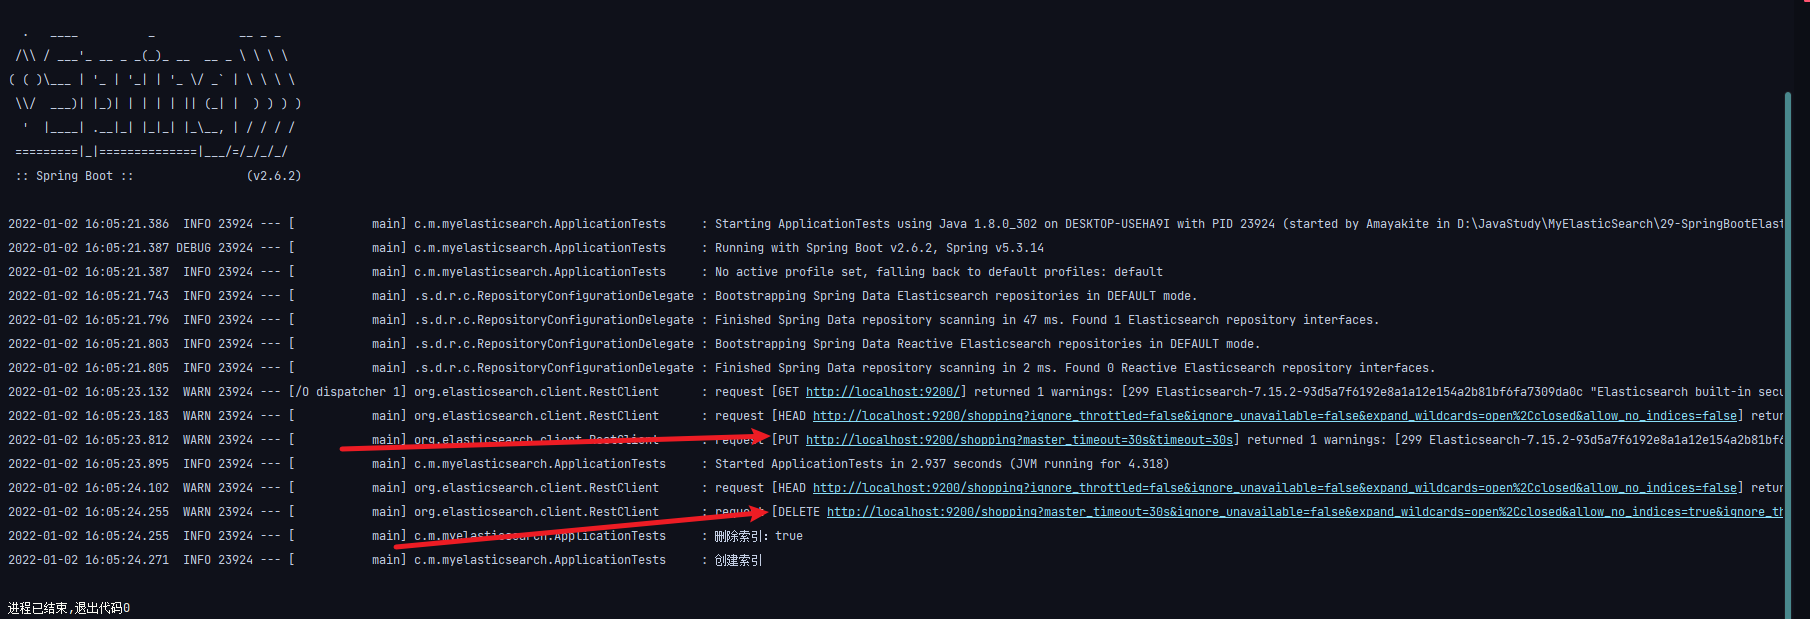 .   ____          _            __ _ _
 /\\ / ___'_ __ _ _(_)_ __  __ _ \ \ \ \
( ( )\___ | '_ | '_| | '_ \/ _` | \ \ \ \
 \\/  ___)| |_)| | | | | || (_| |  ) ) ) )
  '  |____| .__|_| |_|_| |_\__, | / / / /
 =========|_|==============|___/=/_/_/_/
 :: Spring Boot ::                (v2.6.2)
2022-01-02 16:05:21.386  INFO 23924 --- [           main] c.m.myelasticsearch.ApplicationTests     : Starting ApplicationTests using Java 1.8.0_302 on DESKTOP-USEHA9I with PID 23924 (started by Amayakite in D:\JavaStudy\MyElasticSearch\29-SpringBootElast
2022-01-02 16:05:21.387 DEBUG 23924 --- [           main] c.m.myelasticsearch.ApplicationTests     : Running with Spring Boot v2.6.2, Spring v5.3.14
2022-01-02 16:05:21.387  INFO 23924 --- [           main] c.m.myelasticsearch.ApplicationTests     : No active profile set, falling back to default profiles: default
2022-01-02 16:05:21.743  INFO 23924 --- [           main] .s.d.r.c.RepositoryConfigurationDelegate : Bootstrapping Spring Data Elasticsearch repositories in DEFAULT mode.
2022-01-02 16:05:21.796  INFO 23924 --- [           main] .s.d.r.c.RepositoryConfigurationDelegate : Finished Spring Data repository scanning in 47 ms. Found 1 Elasticsearch repository interfaces.
2022-01-02 16:05:21.803  INFO 23924 --- [           main] .s.d.r.c.RepositoryConfigurationDelegate : Bootstrapping Spring Data Reactive Elasticsearch repositories in DEFAULT mode.
2022-01-02 16:05:21.805  INFO 23924 --- [           main] .s.d.r.c.RepositoryConfigurationDelegate : Finished Spring Data repository scanning in 2 ms. Found 0 Reactive Elasticsearch repository interfaces.
2022-01-02 16:05:23.132  WARN 23924 --- [/O dispatcher 1] org.elasticsearch.client.RestClient      : request [GET http://localhost:9200/] returned 1 warnings: [299 Elasticsearch-7.15.2-93d5a7f6192e8a1a12e154a2b81bf6fa7309da0c "Elasticsearch built-in secu
2022-01-02 16:05:23.183  WARN 23924 --- [           main] org.elasticsearch.client.RestClient      : request [HEAD http://localhost:9200/shopping?ignore_throttled=false&ignore_unavailable=false&expand_wildcards=open%2Cclosed&allow_no_indices=false] retur
2022-01-02 16:05:23.812  WARN 23924 --- [           main] org.elasticsearch.client.RestClient      : request [PUT http://localhost:9200/shopping?master_timeout=30s&timeout=30s] returned 1 warnings: [299 Elasticsearch-7.15.2-93d5a7f6192e8a1a12e154a2b81bf6
2022-01-02 16:05:23.895  INFO 23924 --- [           main] c.m.myelasticsearch.ApplicationTests     : Started ApplicationTests in 2.937 seconds (JVM running for 4.318)
2022-01-02 16:05:24.102  WARN 23924 --- [           main] org.elasticsearch.client.RestClient      : request [HEAD http://localhost:9200/shopping?ignore_throttled=false&ignore_unavailable=false&expand_wildcards=open%2Cclosed&allow_no_indices=false] retur
2022-01-02 16:05:24.255  WARN 23924 --- [           main] org.elasticsearch.client.RestClient      : request [DELETE http://localhost:9200/shopping?master_timeout=30s&ignore_unavailable=false&expand_wildcards=open%2Cclosed&allow_no_indices=true&ignore_th
2022-01-02 16:05:24.255  INFO 23924 --- [           main] c.m.myelasticsearch.ApplicationTests     : 删除索引：true
2022-01-02 16:05:24.271  INFO 23924 --- [           main] c.m.myelasticsearch.ApplicationTests     : 创建索引
进程已结束,退出代码0